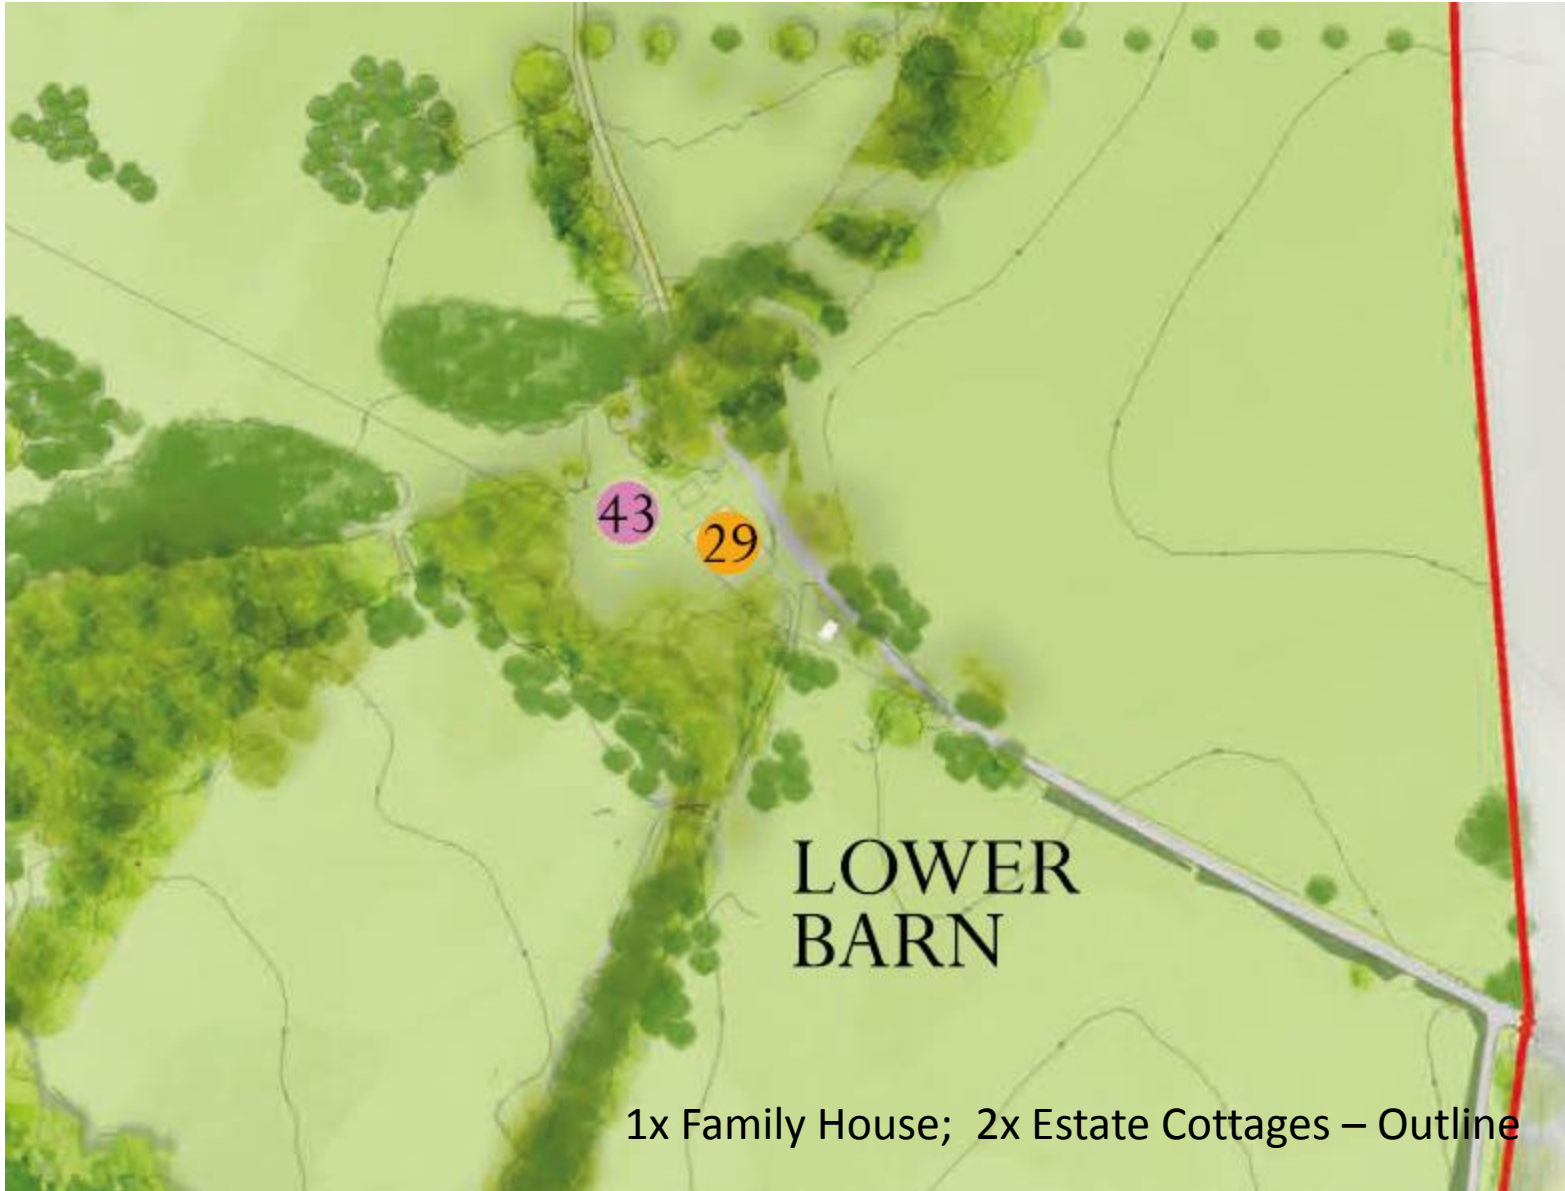 43
29
LOWER
BARN
1x Family House; 2x Estate Cottages – Outline